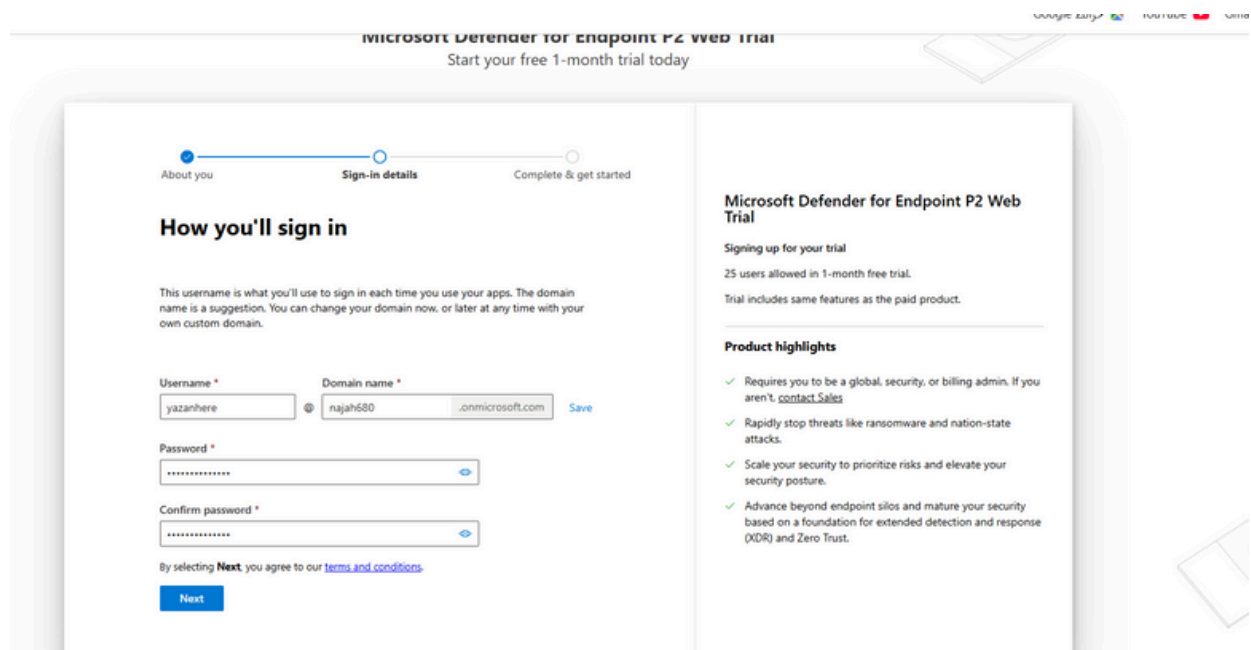 Google خرائط YouTube
Microsoft Defender for Endpoint P2 Web Trial
Start your free 1-month trial today
About you
Sign-in details
Complete & get started
How you'll sign in
This username is what you'll use to sign in each time you use your apps. The domain
name is a suggestion. You can change your domain now, or later at any time with your
own custom domain.
Username * Domain name *
yazanhere @ najah680 .onmicrosoft.com Save
Password *
••••••••••••••
Confirm password *
••••••••••••••
By selecting Next, you agree to our terms and conditions.
Next
Microsoft Defender for Endpoint P2 Web
Trial
Signing up for your trial
25 users allowed in 1-month free trial.
Trial includes same features as the paid product.
Product highlights
Requires you to be a global, security, or billing admin. If you
aren't, contact Sales
Rapidly stop threats like ransomware and nation-state
attacks.
Scale your security to prioritize risks and elevate your
security posture.
Advance beyond endpoint silos and mature your security
based on a foundation for extended detection and response
(XDR) and Zero Trust.